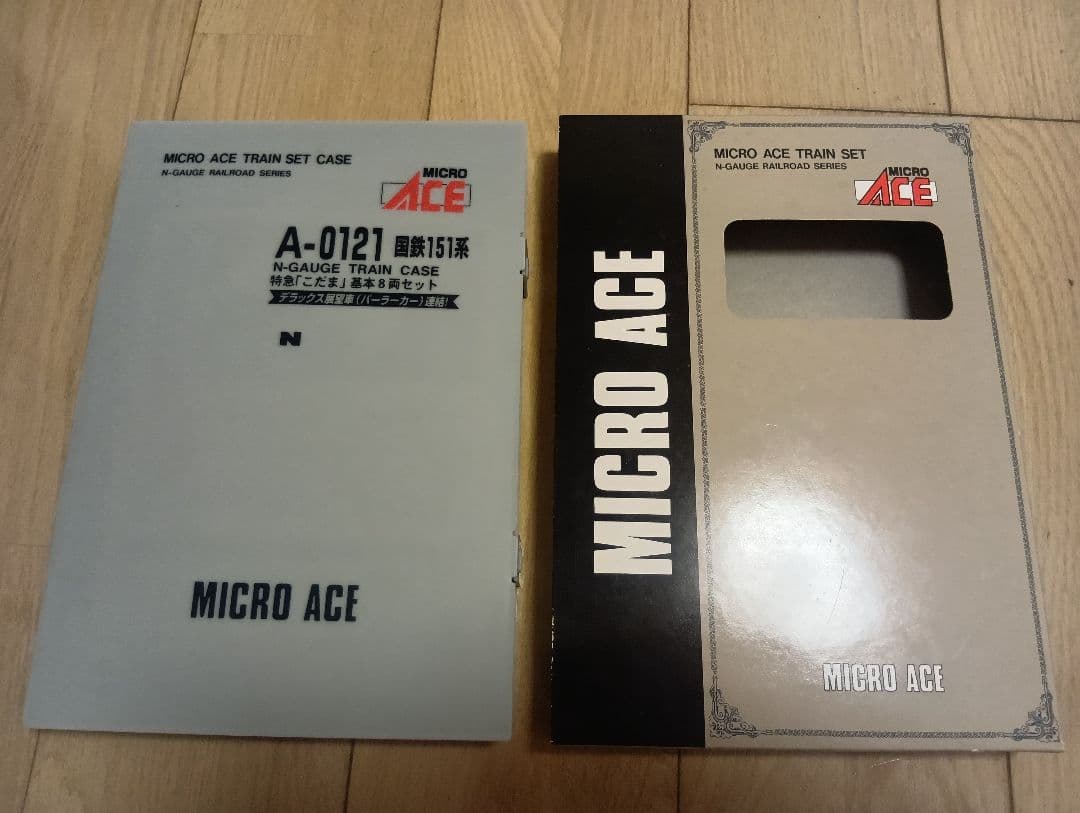 MICRO ACE TRAIN SET CASE
N-GAUGE RAILROAD SERIES
MICRO
ACE
A-0121 国鉄151系
N-GAUGE TRAIN CASE
特急「こだま」基本8両セット
デラックス展望車(パーラーカー)連結!
N
MICRO ACE
MICRO ACE
MICRO ACE TRAIN SET
N-GAUGE RAILROAD SERIES
MICRO
ACE
MICRO ACE